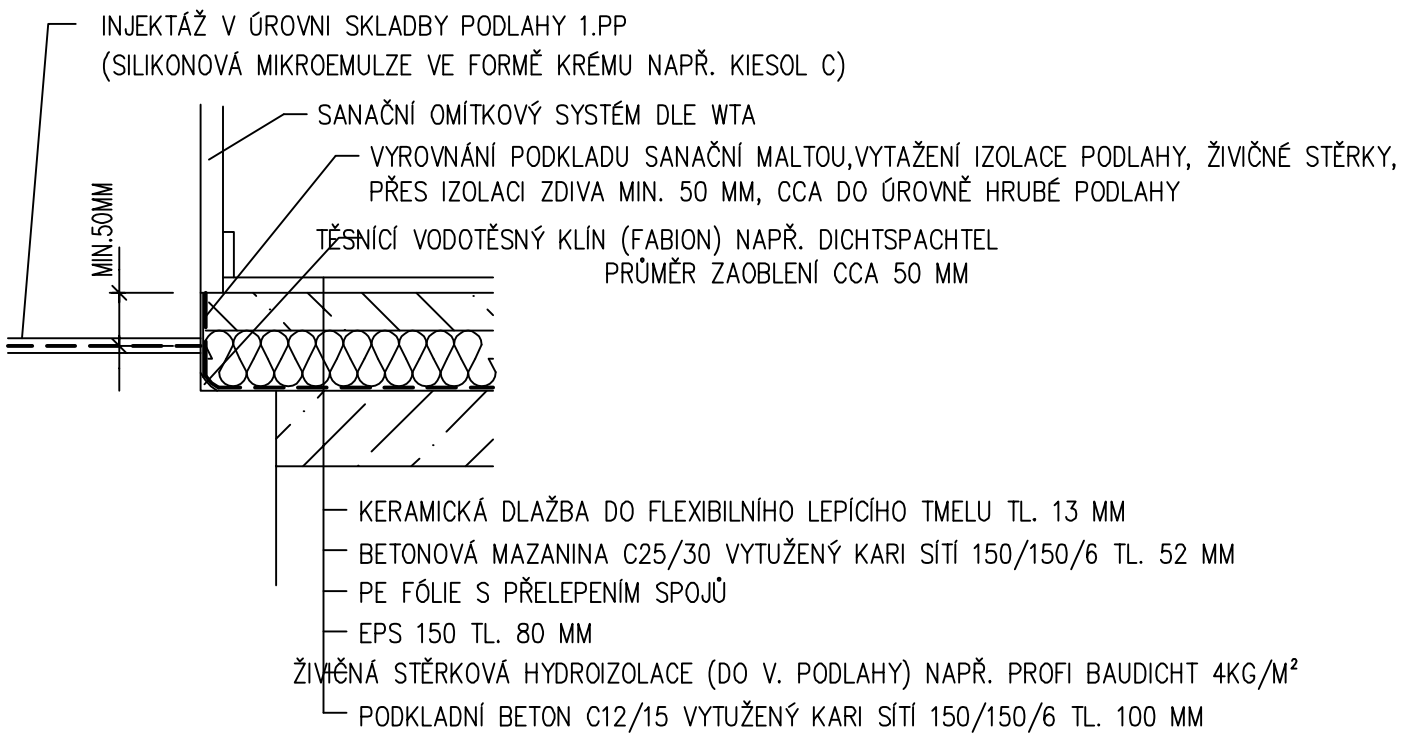 INJEKTÁŽ V ÚROVNI SKLADBY PODLAHY 1.PP
(SILIKONOVÁ MIKROEMULZE VE FORMĚ KRÉMU NAPŘ. KIESOL C)
SANAČNÍ OMÍTKOVÝ SYSTÉM DLE WTA
VYROVNÁNÍ PODKLADU SANAČNÍ MALTOU,VYTAŽENÍ IZOLACE PODLAHY, ŽIVIČNÉ STĚRKY,
PŘES IZOLACI ZDIVA MIN. 50 MM, CCA DO ÚROVNĚ HRUBÉ PODLAHY
MIN.50MM
TĚSNÍCÍ VODOTĚSNÝ KLÍN (FABION) NAPŘ. DICHTSPACHTEL
PRŮMĚR ZAOBLENÍ CCA 50 MM
KERAMICKÁ DLAŽBA DO FLEXIBILNÍHO LEPÍCÍHO TMELU TL. 13 MM
BETONOVÁ MAZANINA C25/30 VYTUŽENÝ KARI SÍTÍ 150/150/6 TL. 52 MM
PE FÓLIE S PŘELEPENÍM SPOJŮ
EPS 150 TL. 80 MM
ŽIVIČNÁ STĚRKOVÁ HYDROIZOLACE (DO V. PODLAHY) NAPŘ. PROFI BAUDICHT 4KG/M²
PODKLADNÍ BETON C12/15 VYTUŽENÝ KARI SÍTÍ 150/150/6 TL. 100 MM